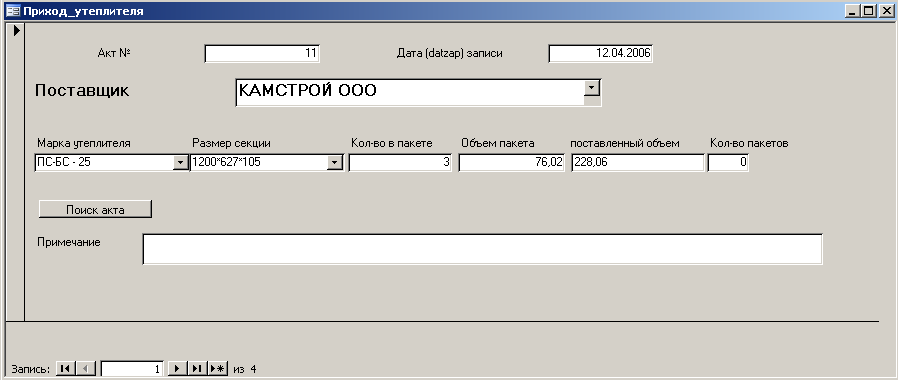 Приход_утеплителя
Акт № 11 Дата (datzap) записи 12.04.2006
Поставщик КАМСТРОЙ ООО
Марка утеплителя Размер секции Кол-во в пакете Объем пакета поставленный объем Кол-во пакетов
ПС-БС - 25 1200*627*105 3 76,02 228,06 0
Поиск акта
Примечание
Запись: 1 из 4